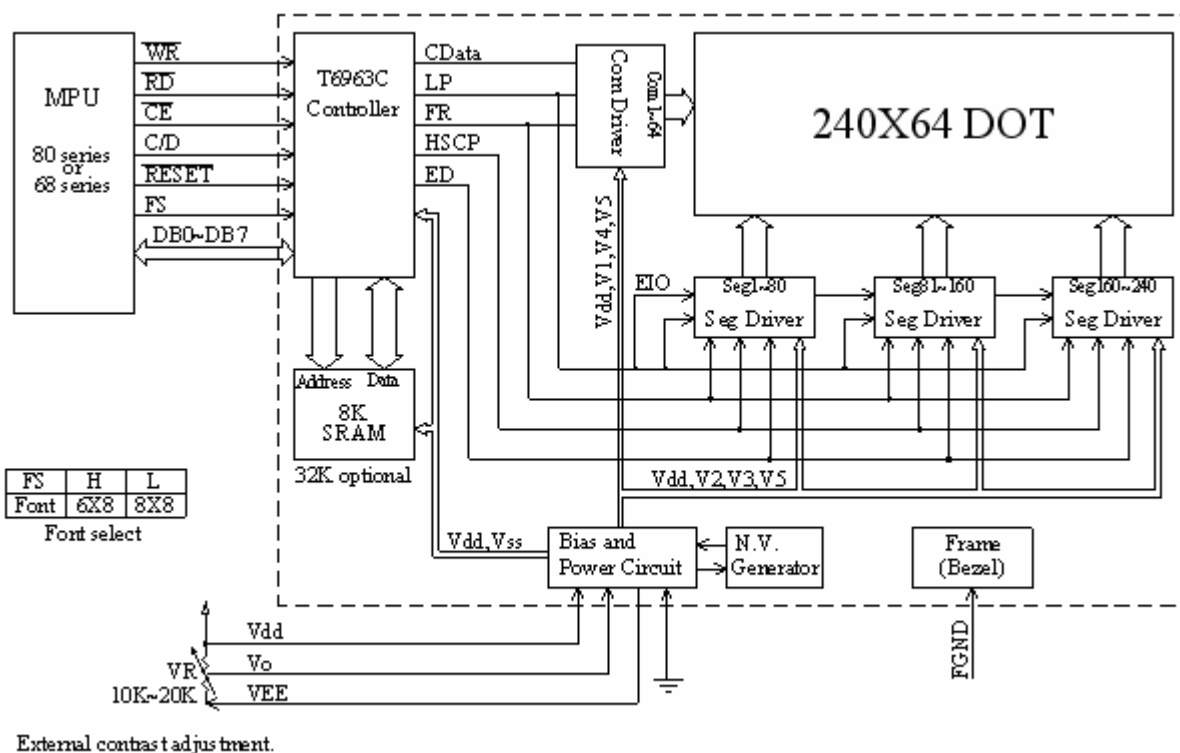 MPU
80 series
or
68 series
WR
RD
CE
C/D
RESET
FS
DB0~DB7
T6963C
Controller
CData
LP
FR
HSCP
ED
Com Driver
Com 1~64
240X64 DOT
Vdd,V1,V4,V5
EIO
Seg1~80
Seg Driver
Seg81~160
Seg Driver
Seg160~240
Seg Driver
Address
Data
8K
SRAM
32K optional
FS H L
Font 6X8 8X8
Font select
Vdd,V2,V3,V5
Vdd,Vss
Bias and
Power Circuit
N.V.
Generator
Frame
(Bezel)
FGND
Vdd
Vo
VEE
VR
10K~20K
External contrast adjustment.